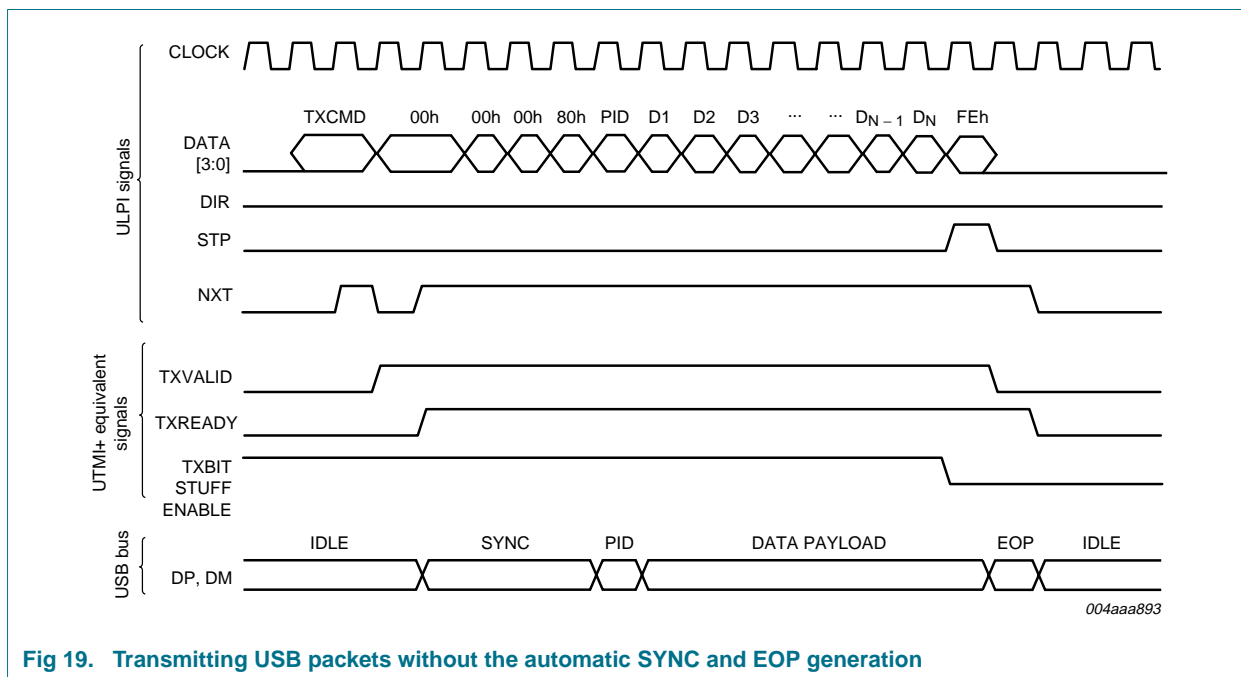 CLOCK
TXCMD 00h 00h 00h 80h PID D1 D2 D3 ... ... DN – 1 DN FEh
DATA
[3:0]
DIR
STP
NXT
ULPI signals
TXVALID
TXREADY
TXBIT
STUFF
ENABLE
UTMI+ equivalent
signals
IDLE SYNC PID DATA PAYLOAD EOP IDLE
DP, DM
USB bus
004aaa893
Fig 19. Transmitting USB packets without the automatic SYNC and EOP generation